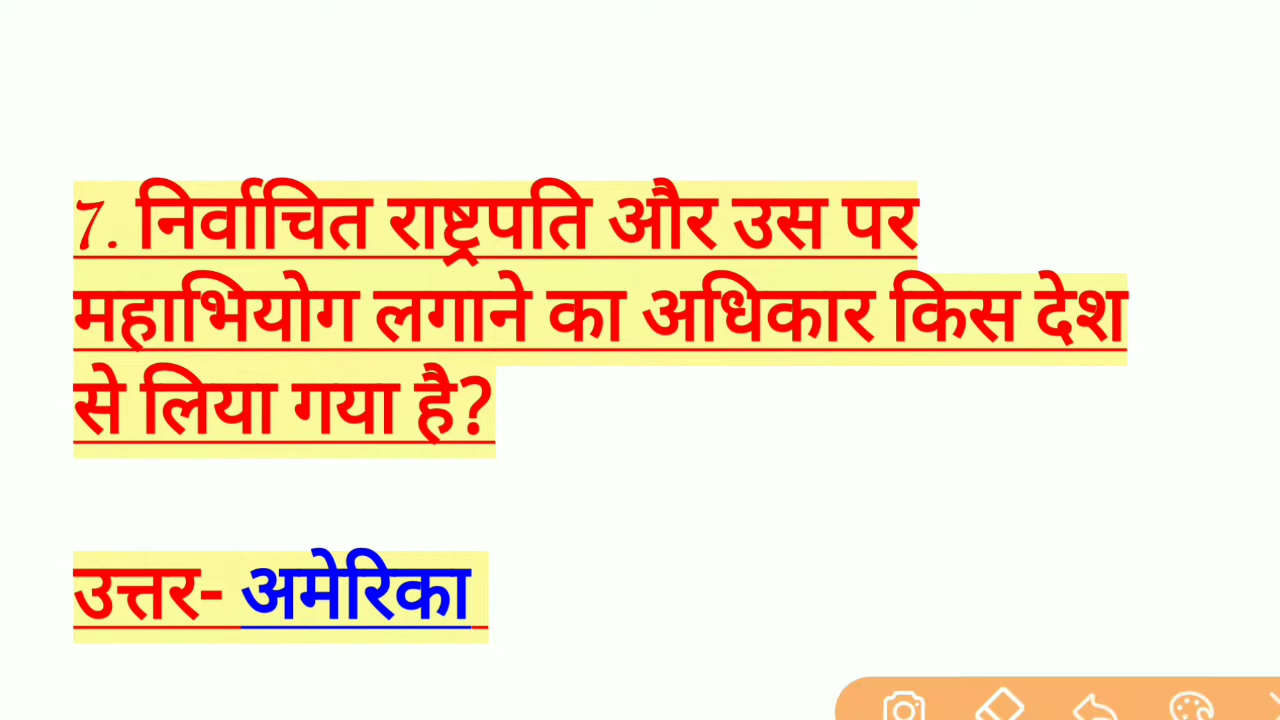 7. निर्वाचित राष्ट्रपति और उस पर
महाभियोग लगाने का अधिकार किस देश
से लिया गया है?
उत्तर- अमेरिका